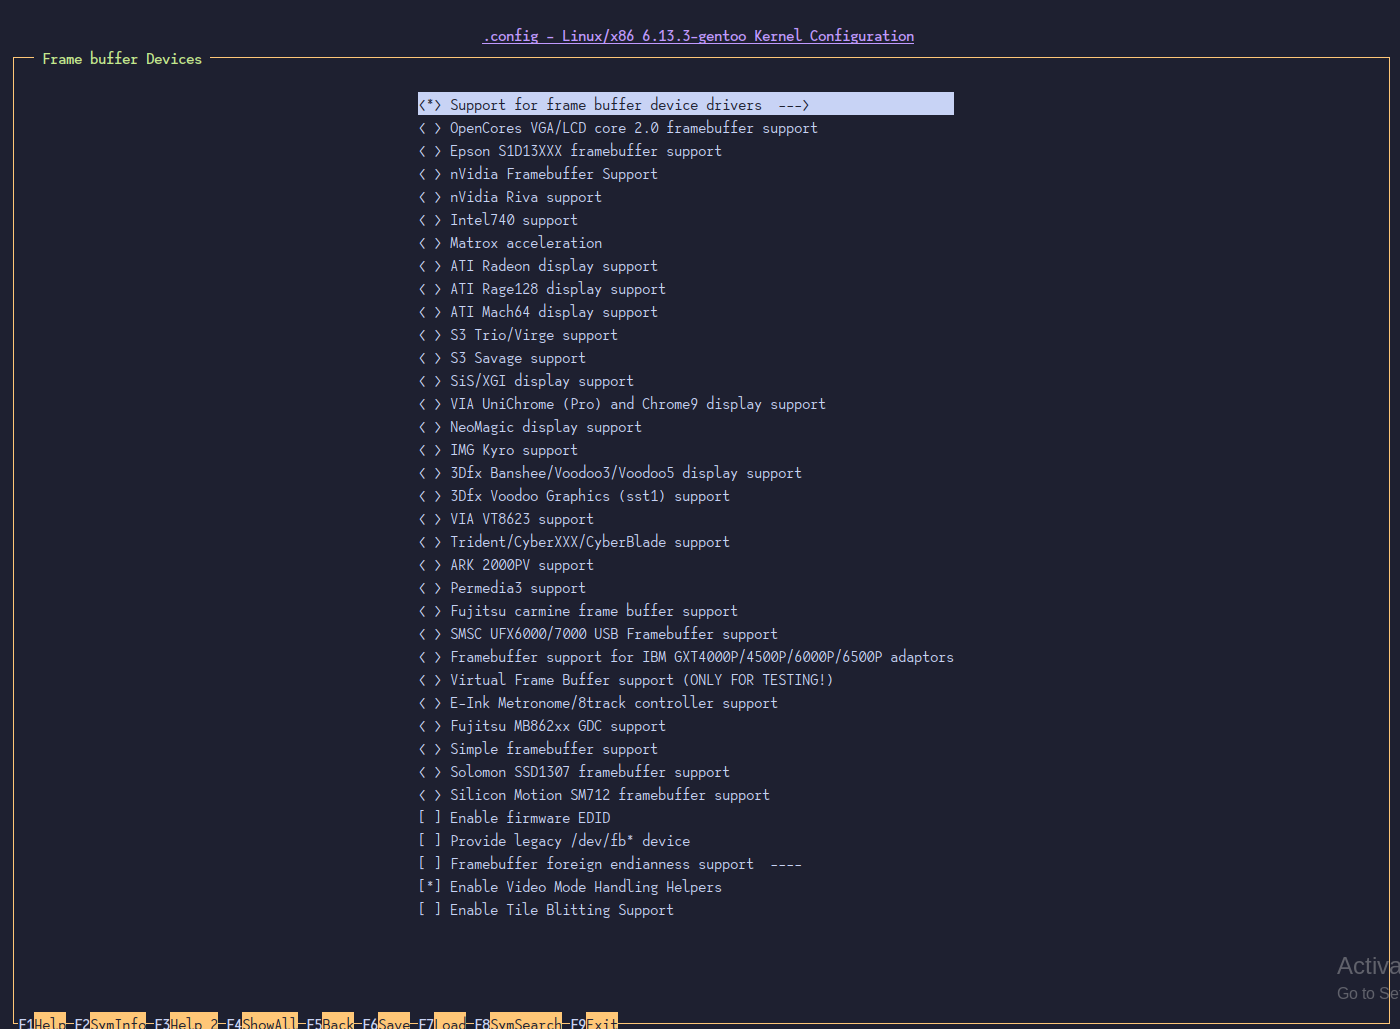 .config - Linux/x86 6.13.3-gentoo Kernel Configuration
Frame buffer Devices
<*> Support for frame buffer device drivers  --->
< > OpenCores VGA/LCD core 2.0 framebuffer support
< > Epson S1D13XXX framebuffer support
< > nVidia Framebuffer Support
< > nVidia Riva support
< > Intel740 support
< > Matrox acceleration
< > ATI Radeon display support
< > ATI Rage128 display support
< > ATI Mach64 display support
< > S3 Trio/Virge support
< > S3 Savage support
< > SiS/XGI display support
< > VIA UniChrome (Pro) and Chrome9 display support
< > NeoMagic display support
< > IMG Kyro support
< > 3Dfx Banshee/Voodoo3/Voodoo5 display support
< > 3Dfx Voodoo Graphics (sst1) support
< > VIA VT8623 support
< > Trident/CyberXXX/CyberBlade support
< > ARK 2000PV support
< > Permedia3 support
< > Fujitsu carmine frame buffer support
< > SMSC UFX6000/7000 USB Framebuffer support
< > Framebuffer support for IBM GXT4000P/4500P/6000P/6500P adaptors
< > Virtual Frame Buffer support (ONLY FOR TESTING!)
< > E-Ink Metronome/8track controller support
< > Fujitsu MB862xx GDC support
< > Simple framebuffer support
< > Solomon SSD1307 framebuffer support
< > Silicon Motion SM712 framebuffer support
[ ] Enable firmware EDID
[ ] Provide legacy /dev/fb* device
[ ] Framebuffer foreign endianness support  ----
[*] Enable Video Mode Handling Helpers
[ ] Enable Tile Blitting Support
Activa
Go to Se
F1Help F2SymInfo F3Help 2 F4ShowAll F5Back F6Save F7Load F8SymSearch F9Exit